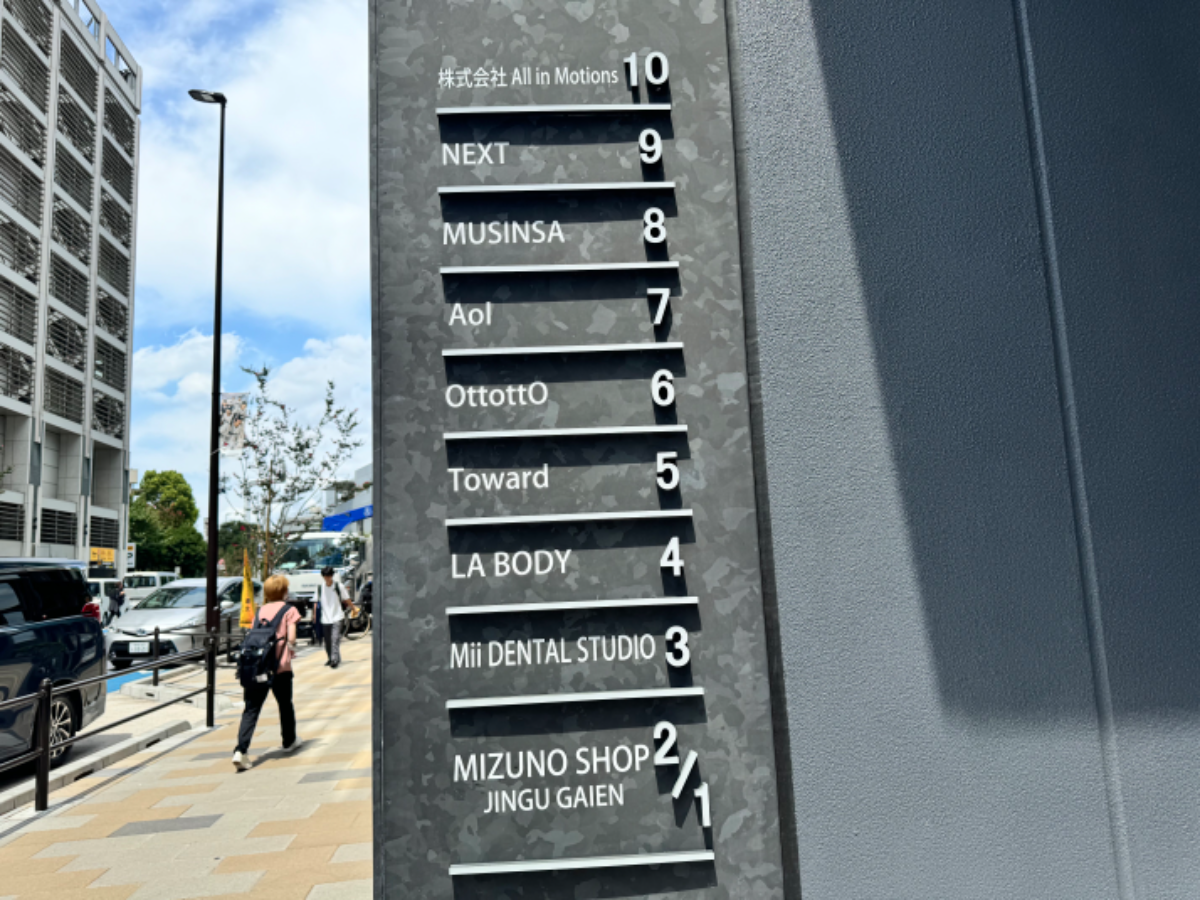 株式会社 All in Motions 10
NEXT 9
MUSINSA 8
AoI 7
OttottO 6
Toward 5
LA BODY 4
Mii DENTAL STUDIO 3
MIZUNO SHOP 2/1
JINGU GAIEN